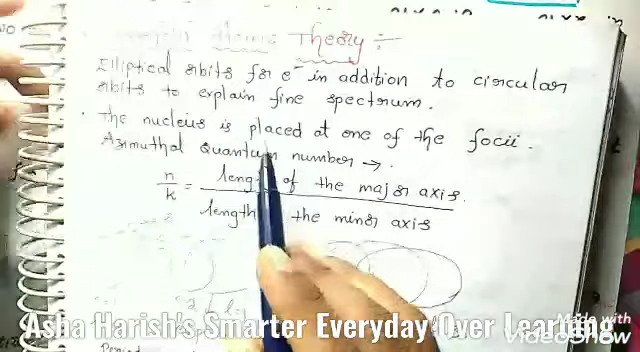 Theory :-
Elliptical orbits for e⁻ in addition to circular
orbits to explain fine spectrum.
• The nucleus is placed at one of the focii.
Azimuthal Quantum number →.
n/k = length of the major axis.
length the minor axis
Asha Harish's Smarter Everyday Over Learning
Made with
VideoShow